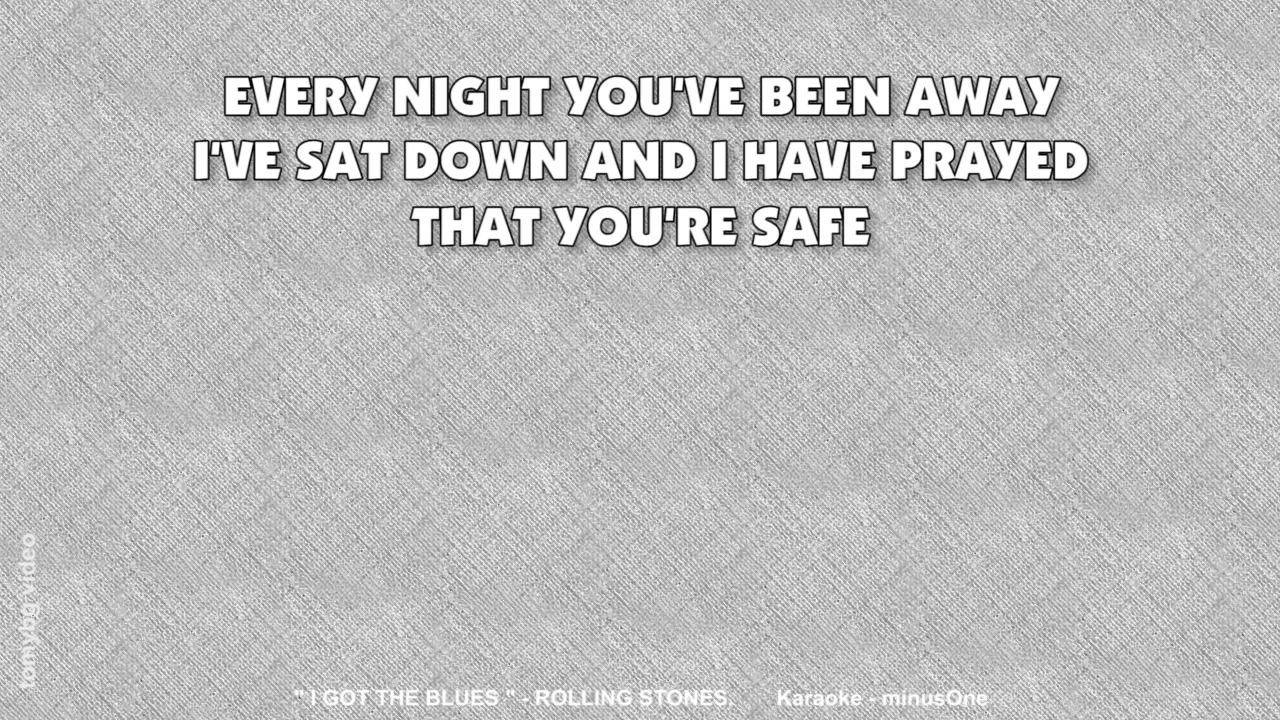 EVERY NIGHT YOU'VE BEEN AWAY
I'VE SAT DOWN AND I HAVE PRAYED
THAT YOU'RE SAFE
tomybg video
" I GOT THE BLUES " - ROLLING STONES. Karaoke - minusOne